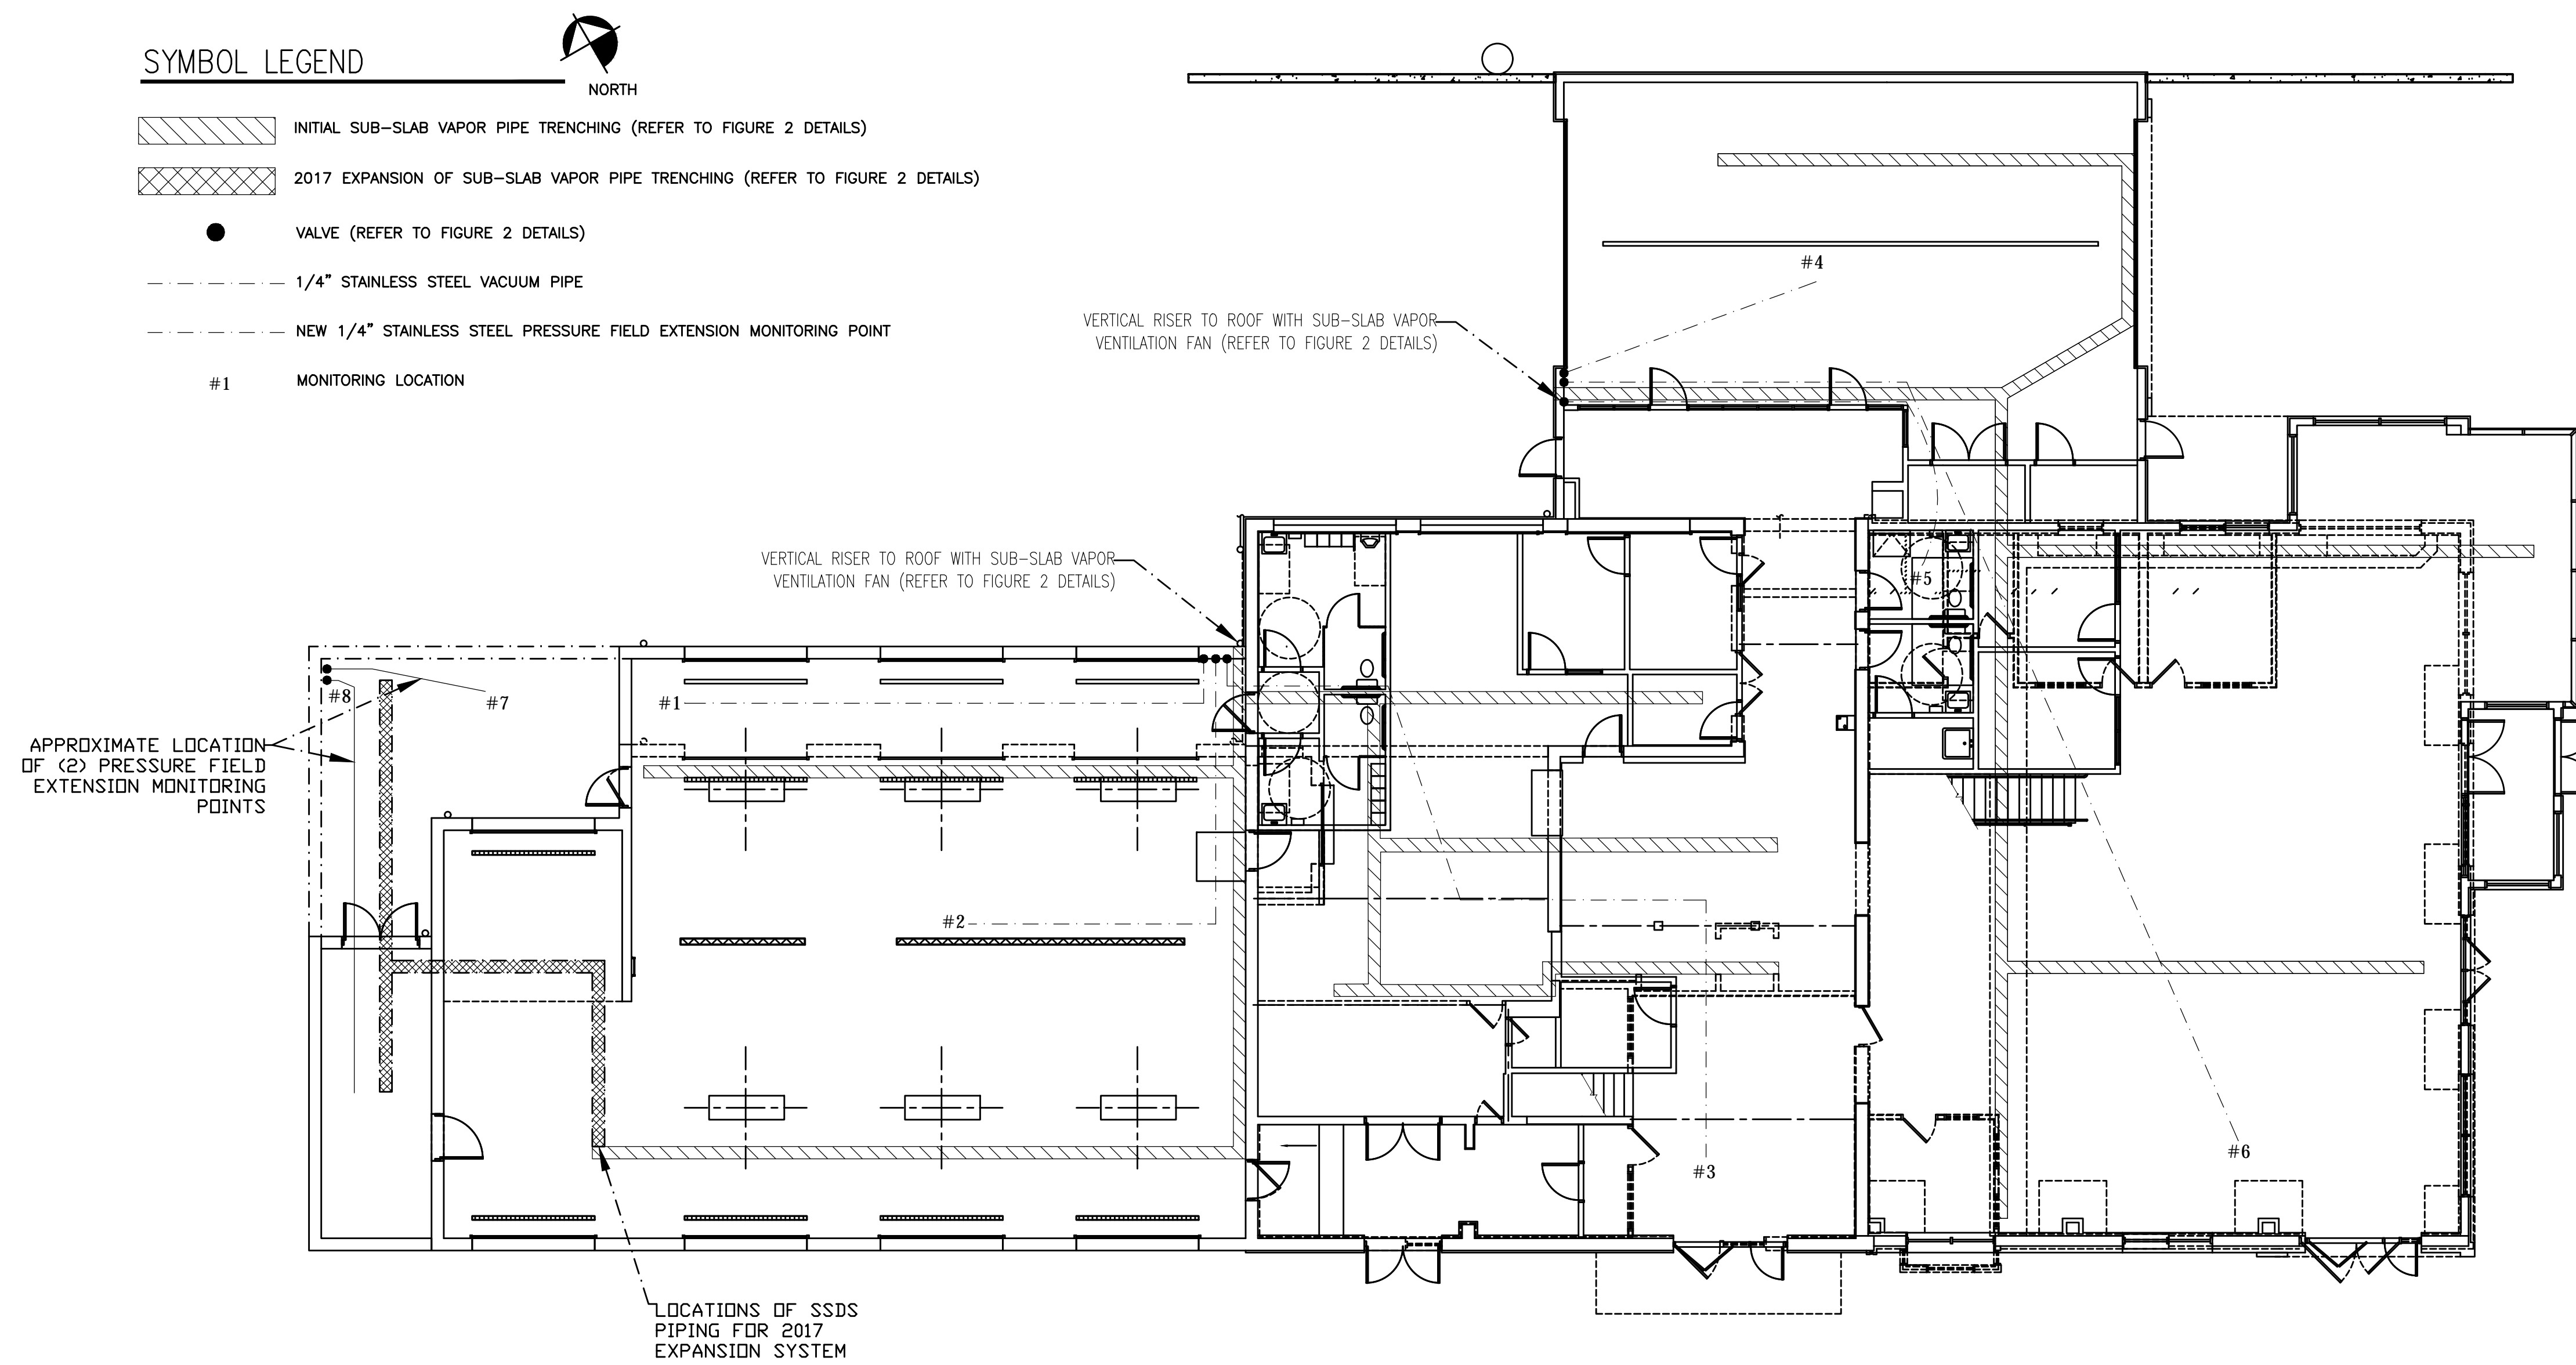 SYMBOL LEGEND
NORTH
INITIAL SUB-SLAB VAPOR PIPE TRENCHING (REFER TO FIGURE 2 DETAILS)
2017 EXPANSION OF SUB-SLAB VAPOR PIPE TRENCHING (REFER TO FIGURE 2 DETAILS)
VALVE (REFER TO FIGURE 2 DETAILS)
1/4" STAINLESS STEEL VACUUM PIPE
NEW 1/4" STAINLESS STEEL PRESSURE FIELD EXTENSION MONITORING POINT
#1 MONITORING LOCATION
#4
VERTICAL RISER TO ROOF WITH SUB-SLAB VAPOR
VENTILATION FAN (REFER TO FIGURE 2 DETAILS)
VERTICAL RISER TO ROOF WITH SUB-SLAB VAPOR
VENTILATION FAN (REFER TO FIGURE 2 DETAILS)
#5
#8
#7
#1
APPROXIMATE LOCATION
OF (2) PRESSURE FIELD
EXTENSION MONITORING
POINTS
#2
#3
#6
LOCATIONS OF SSDS
PIPING FOR 2017
EXPANSION SYSTEM